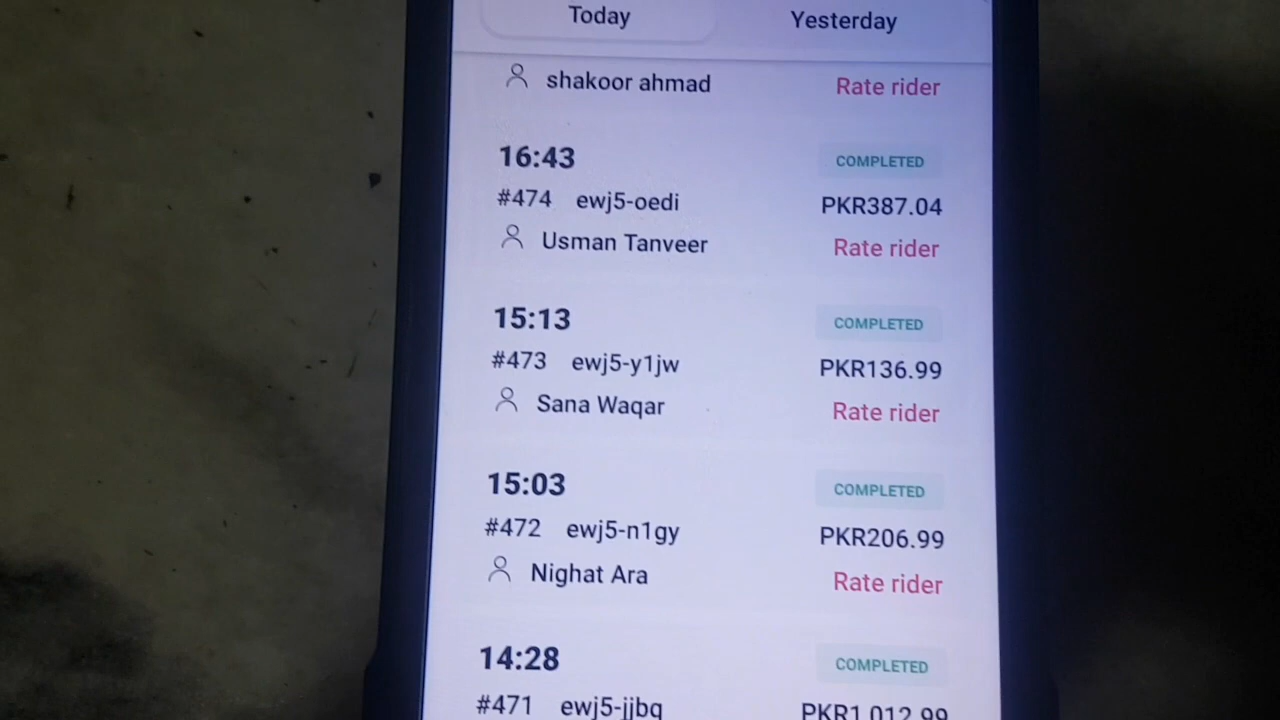 Today Yesterday
shakoor ahmad Rate rider
16:43 COMPLETED
#474 ewj5-oedi PKR387.04
Usman Tanveer Rate rider
15:13 COMPLETED
#473 ewj5-y1jw PKR136.99
Sana Waqar Rate rider
15:03 COMPLETED
#472 ewj5-n1gy PKR206.99
Nighat Ara Rate rider
14:28 COMPLETED
#471 ewj5-jjbq PKR1,012.99